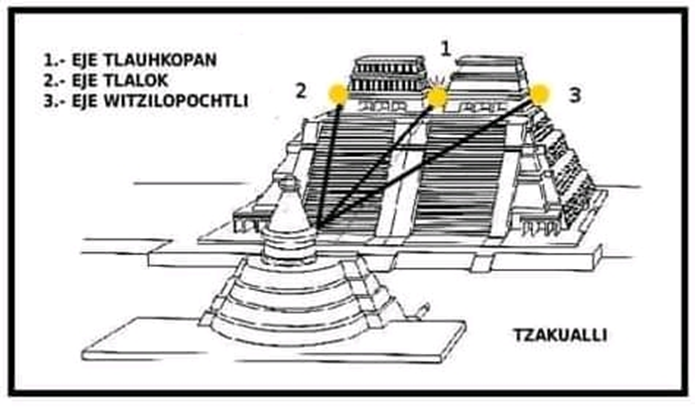 1.- EJE TLAUHKOPAN
2.- EJE TLALOK
3.- EJE WITZILOPOCHTLI
1
2
3
TZAKUALLI